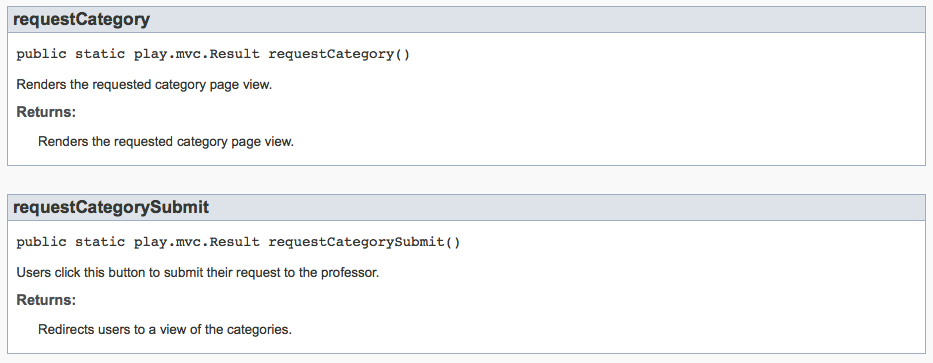 requestCategory
public static play.mvc.Result requestCategory()
Renders the requested category page view.
Returns:
Renders the requested category page view.
requestCategorySubmit
public static play.mvc.Result requestCategorySubmit()
Users click this button to submit their request to the professor.
Returns:
Redirects users to a view of the categories.